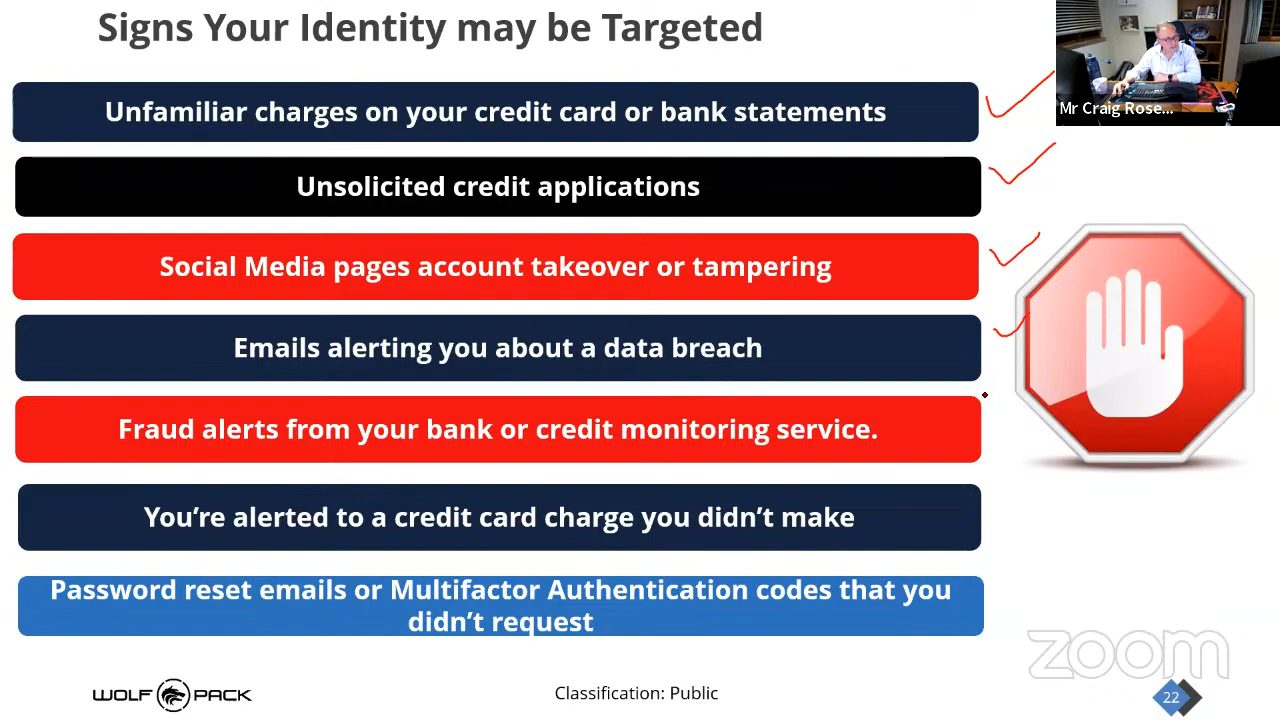 Signs Your Identity may be Targeted
Unfamiliar charges on your credit card or bank statements
Mr Craig Rose...
Unsolicited credit applications
Social Media pages account takeover or tampering
Emails alerting you about a data breach
Fraud alerts from your bank or credit monitoring service.
You’re alerted to a credit card charge you didn’t make
Password reset emails or Multifactor Authentication codes that you
didn’t request
zoom
WOLF PACK
Classification: Public
22